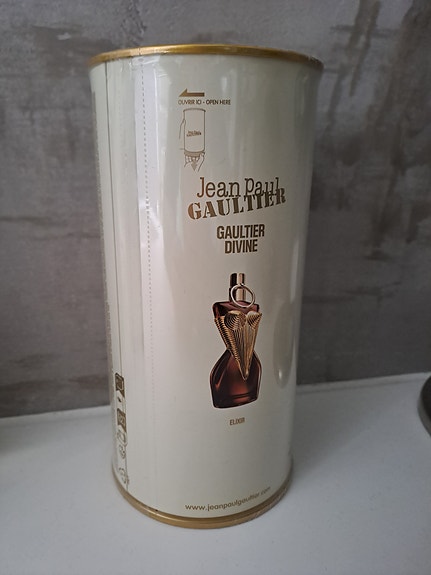 OUVRIR ICI - OPEN HERE
Jean Paul
GAULTIER
GAULTIER
DIVINE
ELIXIR
www.jeanpaulgaultier.com